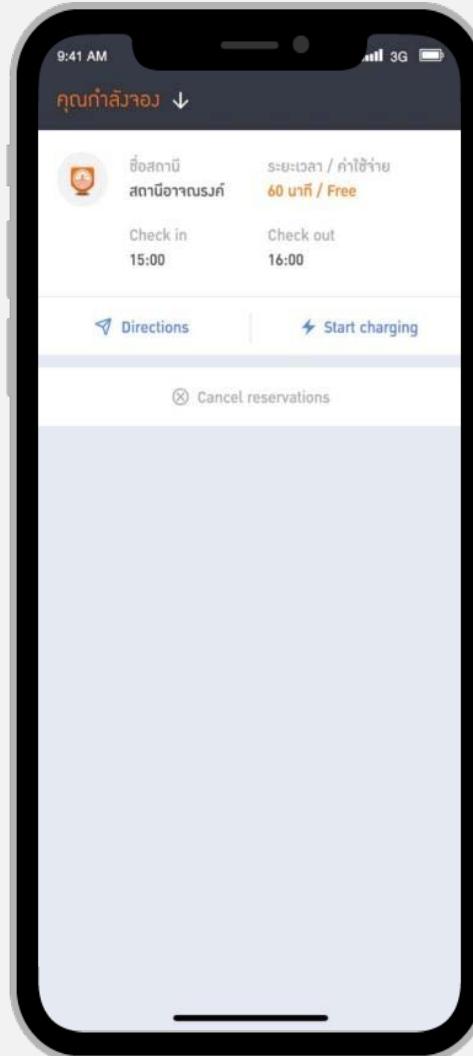 9:41 AM 3G
คุณกำลังจอง
ชื่อสถานี ระยะเวลา / ค่าใช้จ่าย
สถานีอาจณรงค์ 60 นาที / Free
Check in Check out
15:00 16:00
Directions Start charging
Cancel reservations